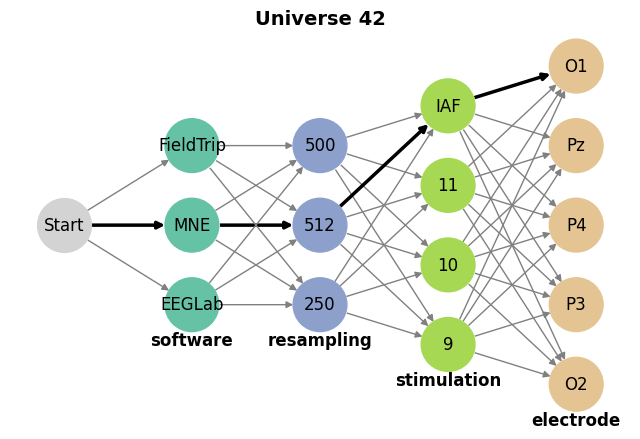 Universe 42
Start
FieldTrip
MNE
EEGLab
software
500
512
250
resampling
IAF
11
10
9
stimulation
O1
Pz
P4
P3
O2
electrode